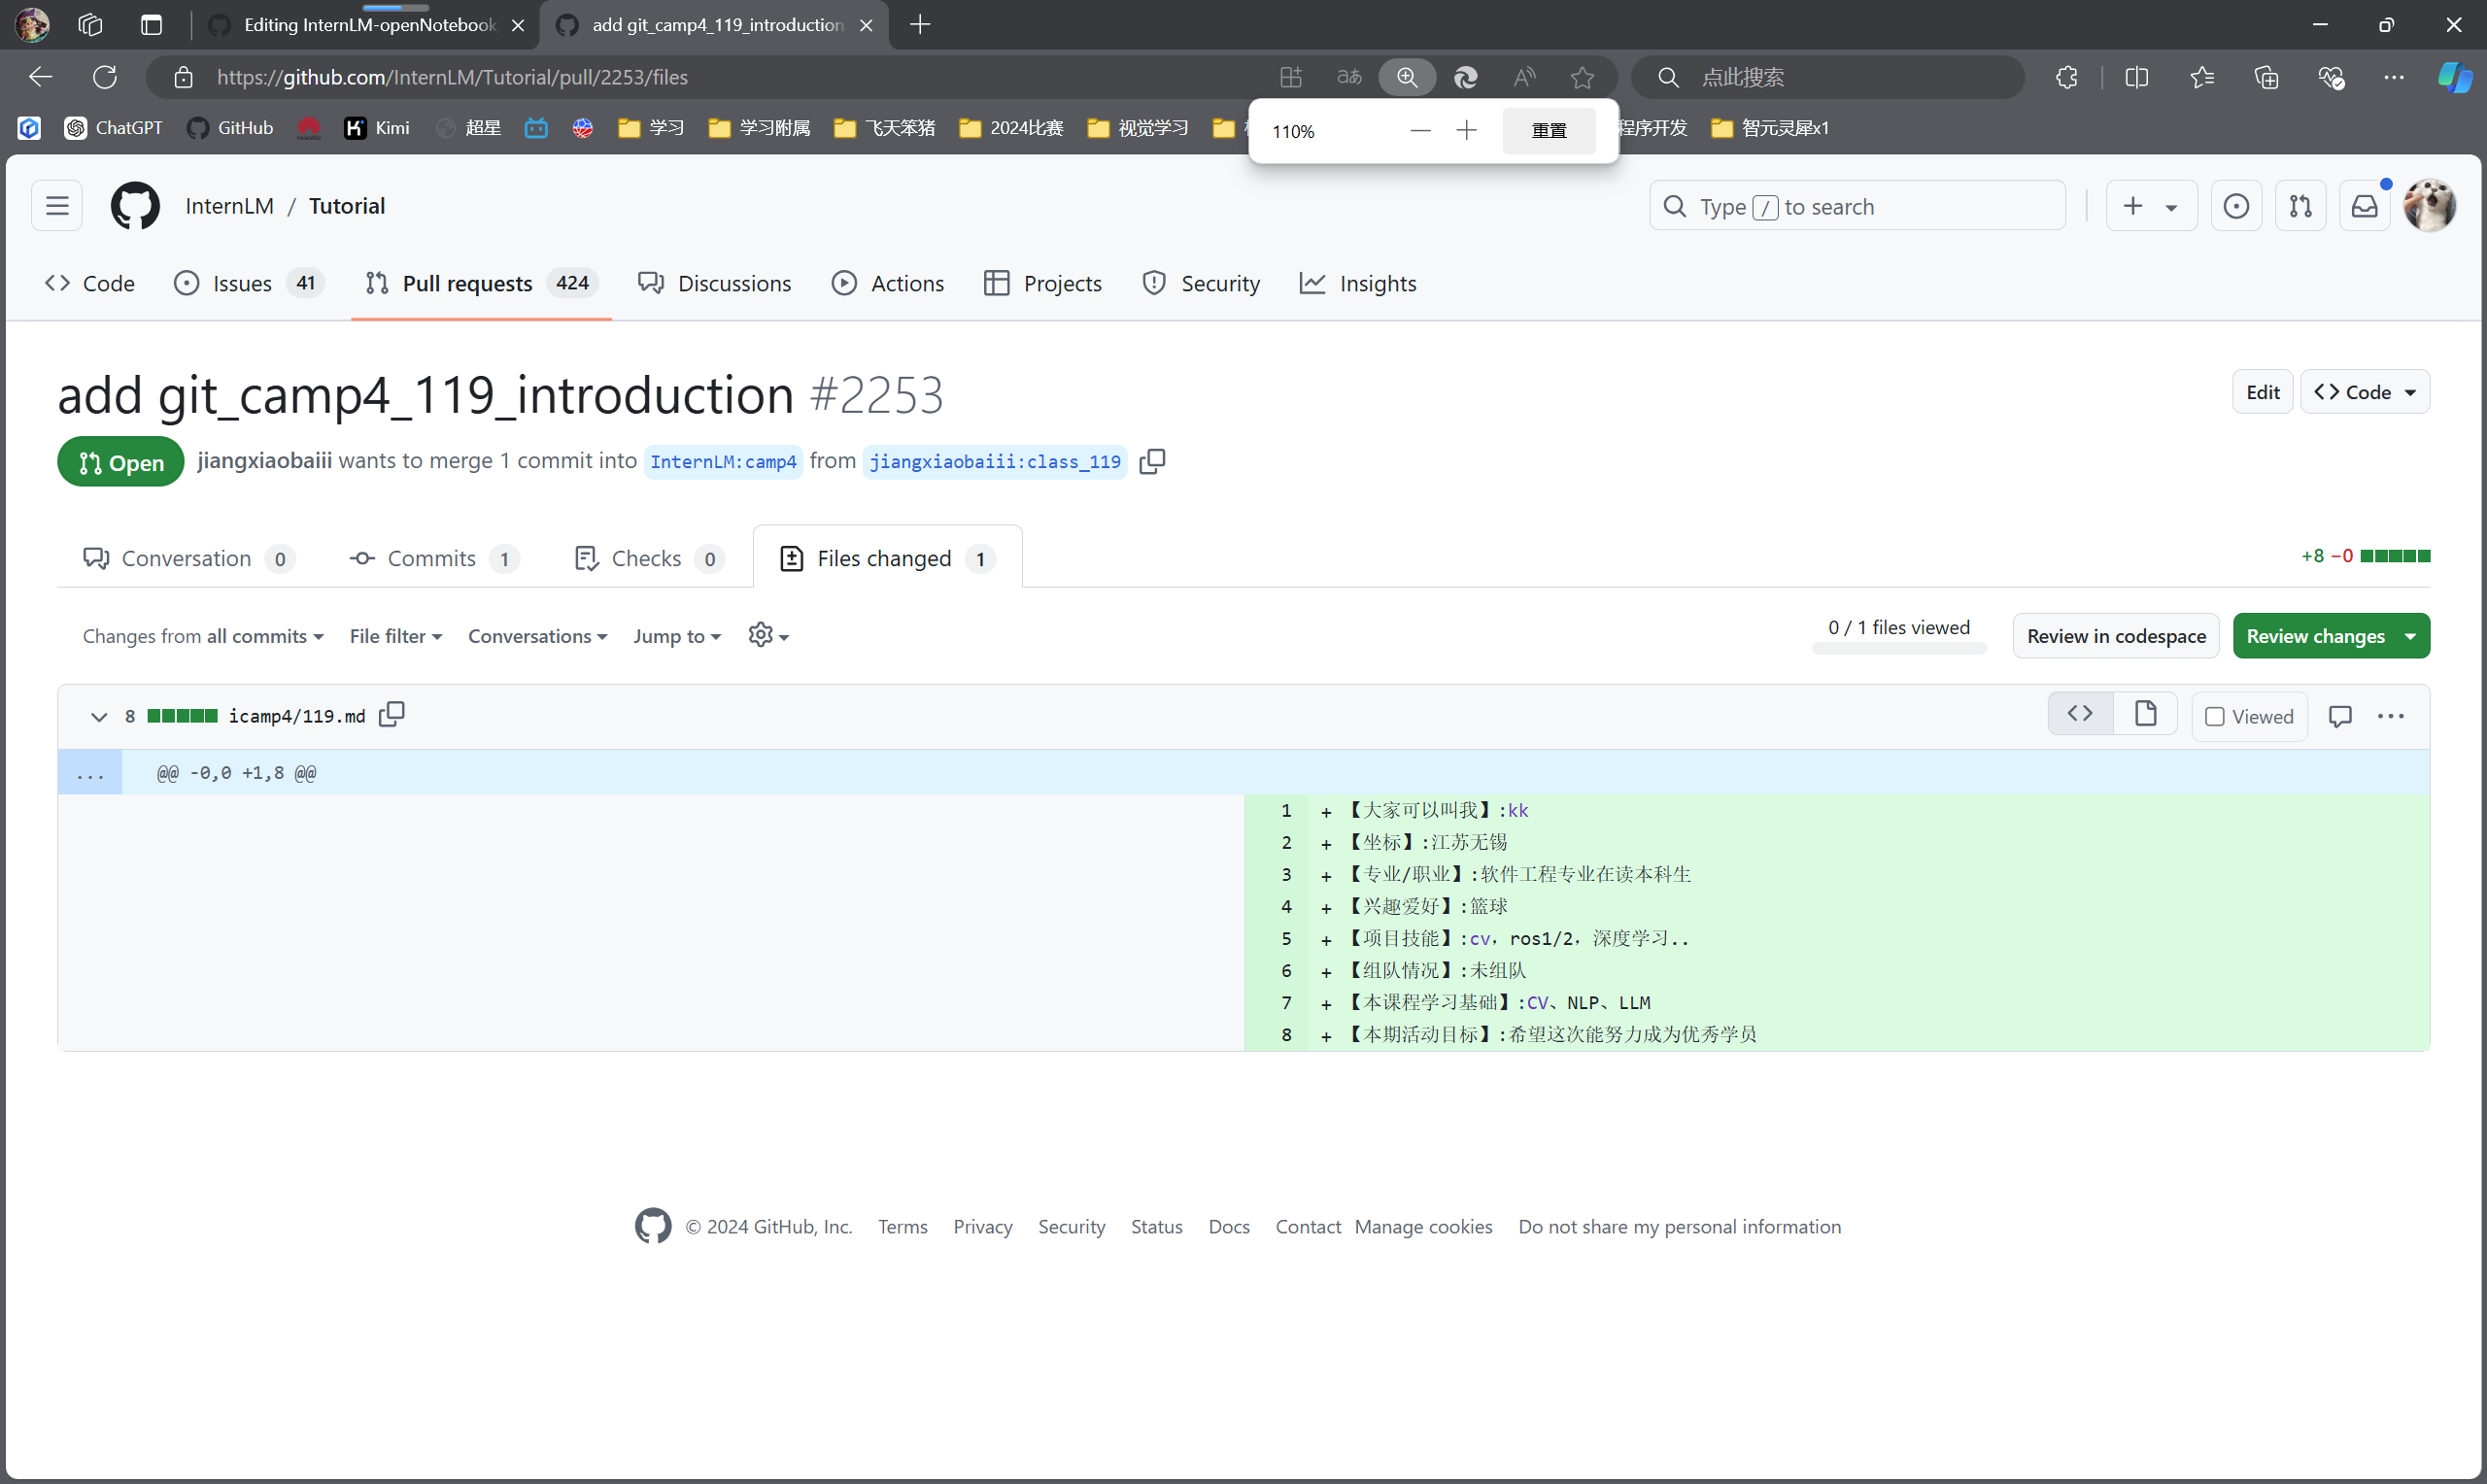 Editing InternLM-openNotebook
add git_camp4_119_introduction
https://github.com/InternLM/Tutorial/pull/2253/files
点此搜索
ChatGPT GitHub Kimi 超星 学习 学习附属 飞天笨猪 2024比赛 视觉学习 程序开发 智元灵犀x1
110% 重置
InternLM / Tutorial
Type / to search
Code Issues 41 Pull requests 424 Discussions Actions Projects Security Insights
add git_camp4_119_introduction #2253
Edit Code
Open jiangxiaobaiii wants to merge 1 commit into InternLM:camp4 from jiangxiaobaiii:class_119
Conversation 0 Commits 1 Checks 0 Files changed 1 +8 −0
Changes from all commits File filter Conversations Jump to 0 / 1 files viewed Review in codespace Review changes
8 icamp4/119.md Viewed
... @@ -0,0 +1,8 @@
1 + 【大家可以叫我】:kk
2 + 【坐标】:江苏无锡
3 + 【专业/职业】:软件工程专业在读本科生
4 + 【兴趣爱好】:篮球
5 + 【项目技能】:cv，ros1/2，深度学习..
6 + 【组队情况】:未组队
7 + 【本课程学习基础】:CV、NLP、LLM
8 + 【本期活动目标】:希望这次能努力成为优秀学员
© 2024 GitHub, Inc. Terms Privacy Security Status Docs Contact Manage cookies Do not share my personal information